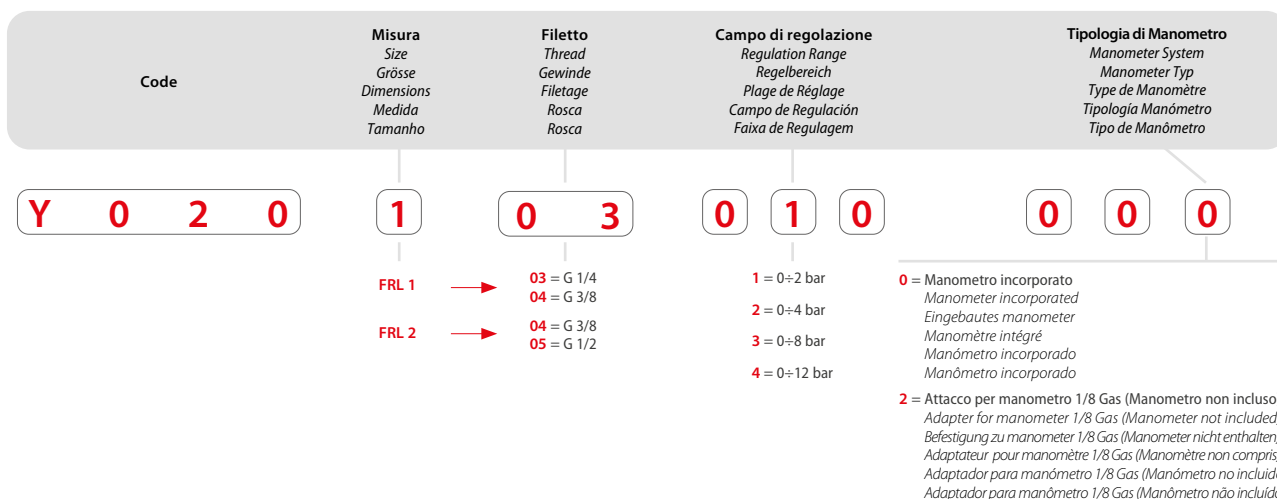 Code
Misura
Size
Grösse
Dimensions
Medida
Tamanho
Filetto
Thread
Gewinde
Filetage
Rosca
Rosca
Campo di regolazione
Regulation Range
Regelbereich
Plage de Réglage
Campo de Regulación
Faixa de Regulagem
Tipologia di Manometro
Manometer System
Manometer Typ
Type de Manomètre
Tipología Manómetro
Tipo de Manômetro
Y 0 2 0 1 0 3 0 1 0 0 0 0
FRL 1
FRL 2
03 = G 1/4
04 = G 3/8
04 = G 3/8
05 = G 1/2
1 = 0÷2 bar
2 = 0÷4 bar
3 = 0÷8 bar
4 = 0÷12 bar
0 = Manometro incorporato
Manometer incorporated
Eingebautes manometer
Manomètre intégré
Manómetro incorporado
Manômetro incorporado
2 = Attacco per manometro 1/8 Gas (Manometro non incluso
Adapter for manometer 1/8 Gas (Manometer not included)
Befestigung zu manometer 1/8 Gas (Manometer nicht enthalten)
Adaptateur pour manomètre 1/8 Gas (Manomètre non compris)
Adaptador para manómetro 1/8 Gas (Manómetro no incluido
Adaptador para manômetro 1/8 Gas (Manômetro não incluído